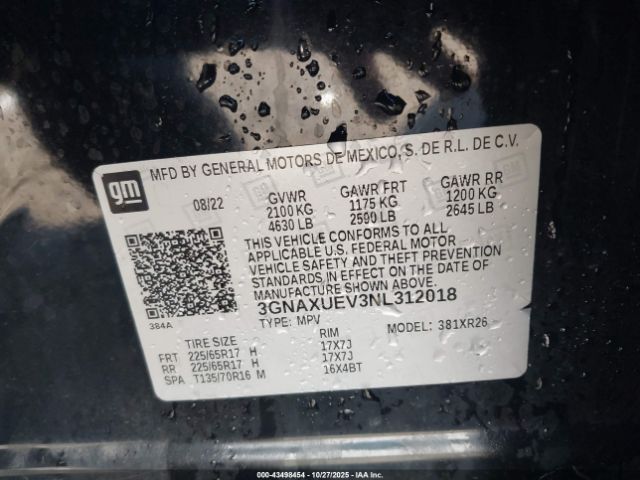 MFD BY GENERAL MOTORS DE MEXICO, S. DE R.L. DE C.V.
gm
08/22 GVWR GAWR FRT GAWR RR
2100 KG 1175 KG 1200 KG
4630 LB 2590 LB 2645 LB
THIS VEHICLE CONFORMS TO ALL
APPLICABLE U.S. FEDERAL MOTOR
VEHICLE SAFETY AND THEFT PREVENTION
STANDARDS IN EFFECT ON THE DATE OF
MANUFACTURE SHOWN ABOVE.
3GNAXUEV3NL312018
384A
TYPE: MPV MODEL: 381XR26
TIRE SIZE RIM
FRT 225/65R17 H 17X7J
RR 225/65R17 H 17X7J
SPA T135/70R16 M 16X4BT
000-43498454 | 10/27/2025 | IAA Inc.